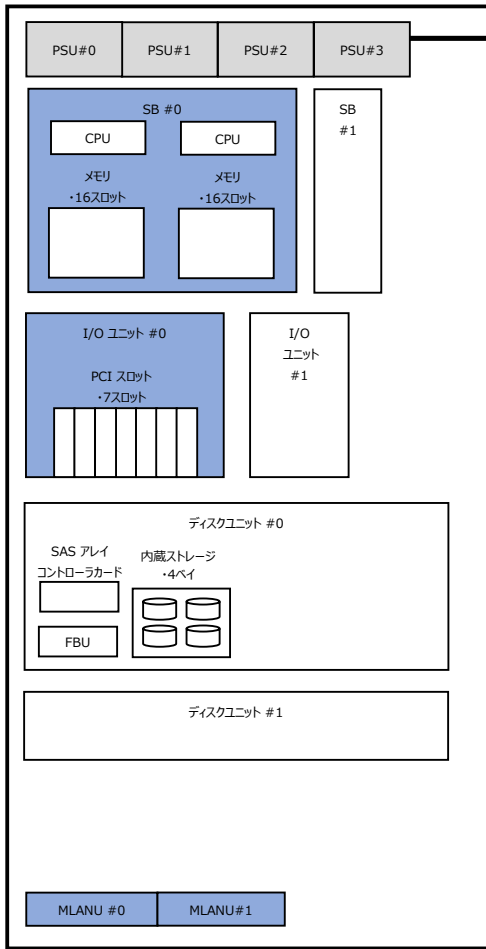 PSU#0 PSU#1 PSU#2 PSU#3
SB #0
CPU CPU
メモリ メモリ
・16スロット ・16スロット
SB
#1
I/O ユニット #0
PCI スロット
・7スロット
I/O
ユニット
#1
ディスクユニット #0
SAS アレイ
コントローラカード
FBU
内蔵ストレージ
・4ベイ
ディスクユニット #1
MLANU #0 MLANU#1